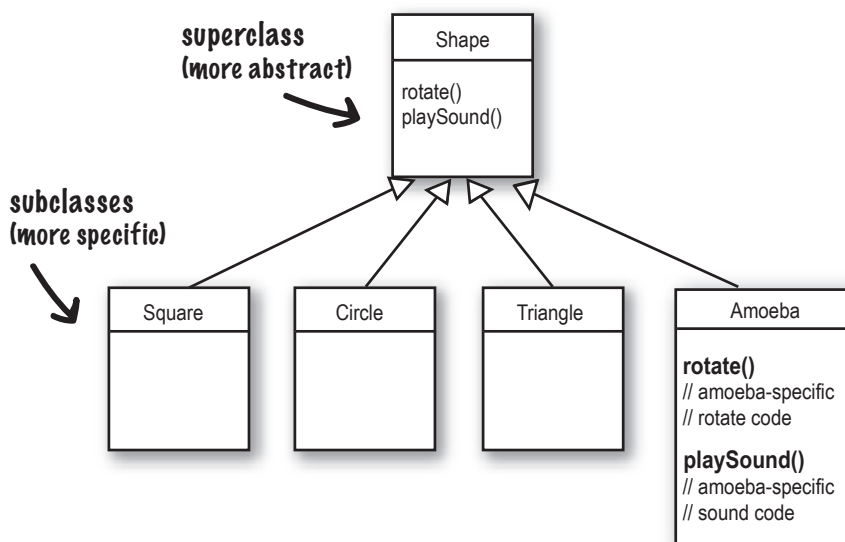 superclass
(more abstract)
Shape
rotate()
playSound()
subclasses
(more specific)
Square
Circle
Triangle
Amoeba
rotate()
// amoeba-specific
// rotate code
playSound()
// amoeba-specific
// sound code